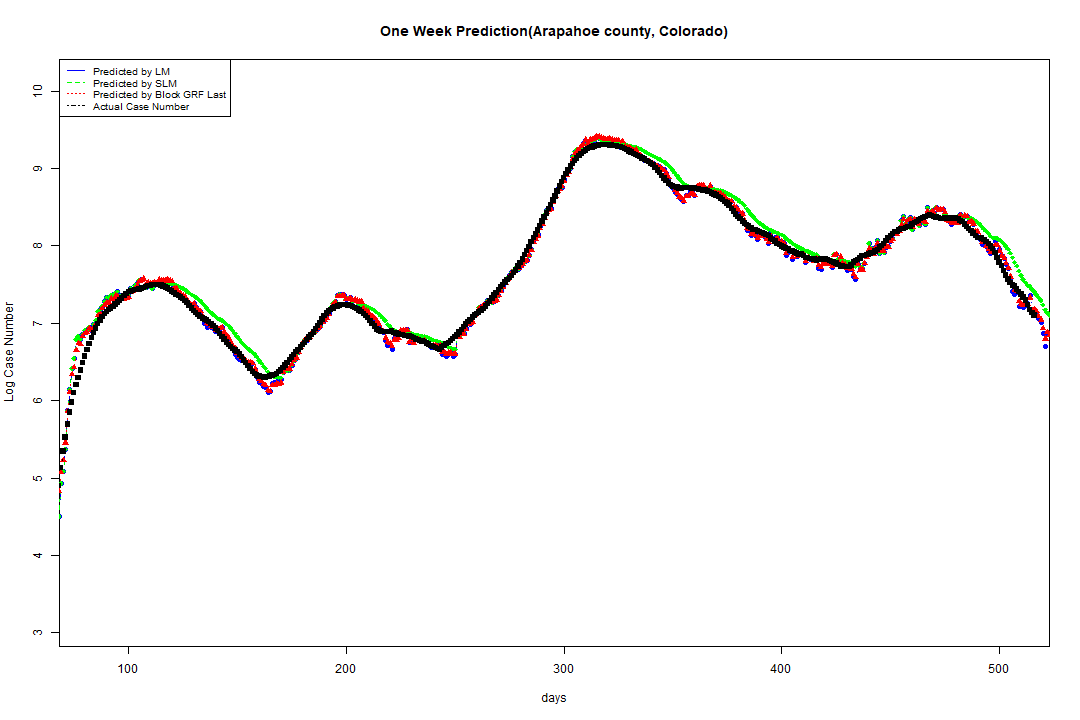 One Week Prediction(Arapahoe county, Colorado)
Predicted by LM
Predicted by SLM
Predicted by Block GRF Last
Actual Case Number
10
9
8
7
6
5
4
3
Log Case Number
100 200 300 400 500
days